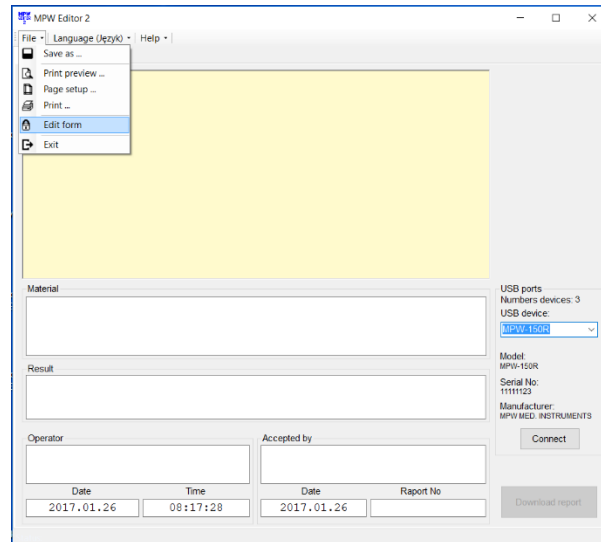 MPW Editor 2
File Language (Język) Help
Save as ...
Print preview ...
Page setup ...
Print ...
Edit form
Exit
Material
Result
Operator
Accepted by
Date Time Date Raport No
2017.01.26 08:17:28 2017.01.26
USB ports
Numbers devices: 3
USB device:
MPW-150R
Model:
MPW-150R
Serial No:
11111123
Manufacturer:
MPW MED. INSTRUMENTS
Connect
Download report